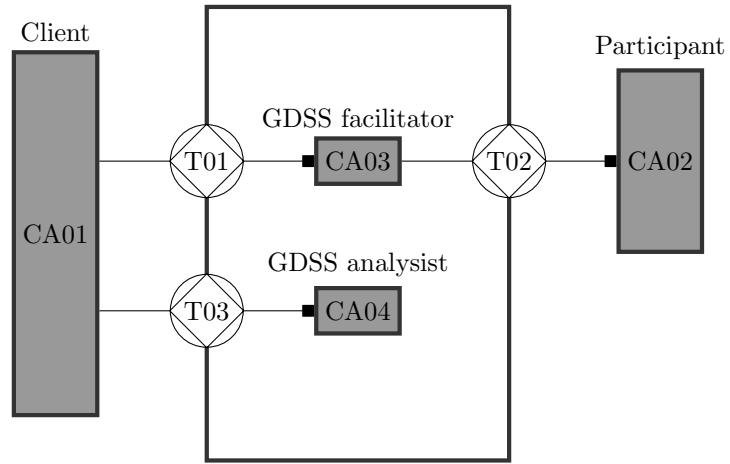 Client
Participant
GDSS facilitator
T01
CA03
T02
CA02
CA01
GDSS analysist
T03
CA04